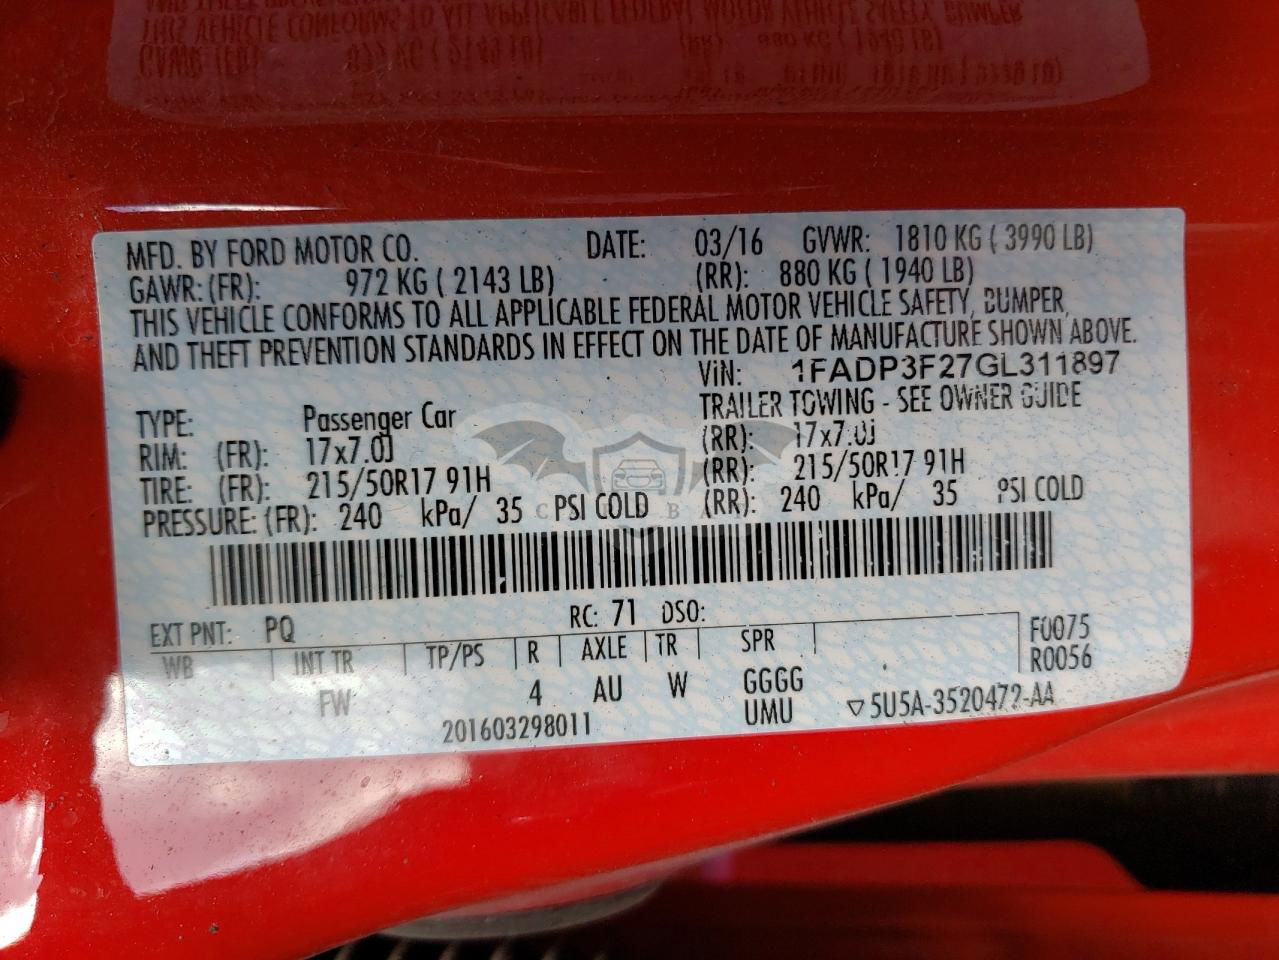 MFD. BY FORD MOTOR CO. DATE: 03/16 GVWR: 1810 KG ( 3990 LB)
GAWR: (FR): 972 KG ( 2143 LB) (RR): 880 KG ( 1940 LB)
THIS VEHICLE CONFORMS TO ALL APPLICABLE FEDERAL MOTOR VEHICLE SAFETY, BUMPER,
AND THEFT PREVENTION STANDARDS IN EFFECT ON THE DATE OF MANUFACTURE SHOWN ABOVE.
VIN: 1FADP3F27GL311897
TYPE: Passenger Car TRAILER TOWING - SEE OWNER GUIDE
RIM: (FR): 17x7.0J (RR): 17x7.0J
TIRE: (FR): 215/50R17 91H (RR): 215/50R17 91H
PRESSURE: (FR): 240 kPa/ 35 PSI COLD (RR): 240 kPa/ 35 PSI COLD
EXT PNT: PQ RC: 71 DSO: F0075
WB INT TR TP/PS R AXLE TR SPR R0056
FW 4 AU W GGGG
201603298011 UMU ▽5U5A-3520472-AA